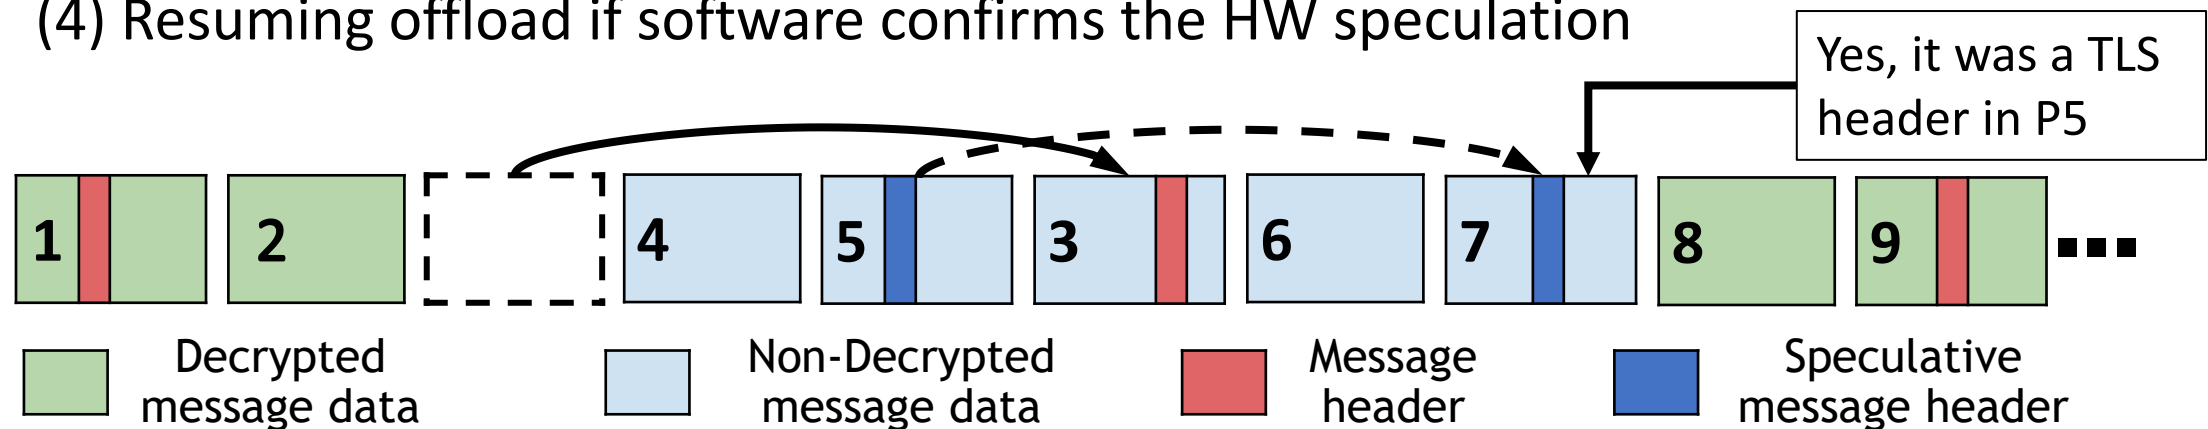 (4) Resuming offload if software confirms the HW speculation
Yes, it was a TLS
header in P5
1 2 4 5 3 6 7 8 9
Decrypted
message data
Non-Decrypted
message data
Message
header
Speculative
message header